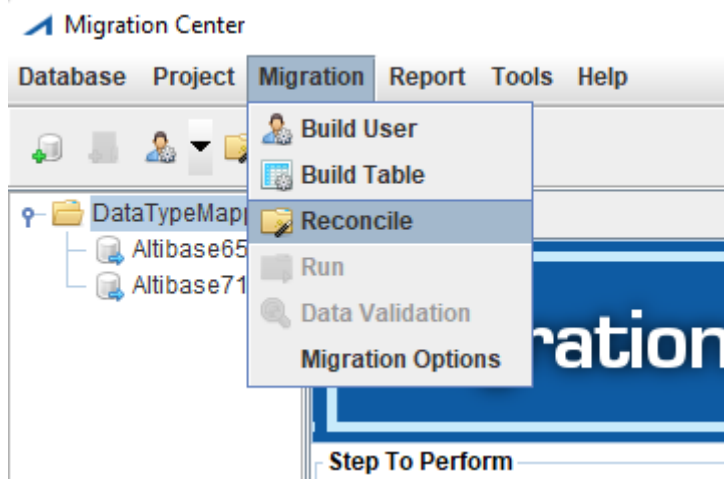 Migration Center
Database Project Migration Report Tools Help
Build User
Build Table
DataTypeMap
Reconcile
Altibase65
Run
Altibase71
Data Validation
ration
Migration Options
Step To Perform